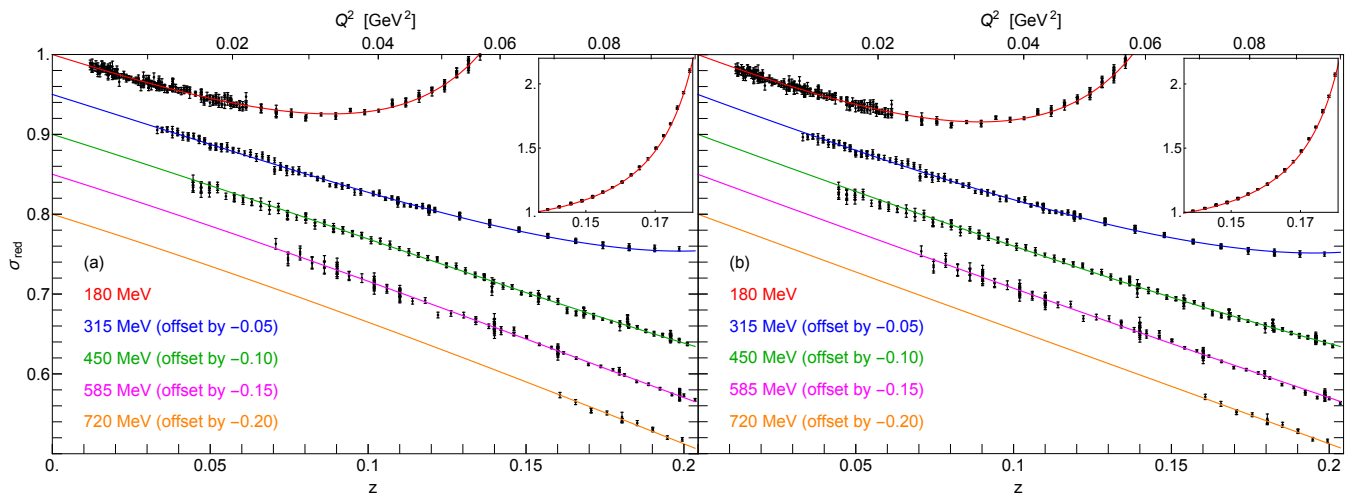 Q² [GeV²]
Q² [GeV²]
0.02 0.04 0.06 0.08
0.02 0.04 0.06 0.08
1.
0.9
0.8
0.7
0.6
σred
2
1.5
1
0.15 0.17
2
1.5
1
0.15 0.17
(a)
180 MeV
315 MeV (offset by −0.05)
450 MeV (offset by −0.10)
585 MeV (offset by −0.15)
720 MeV (offset by −0.20)
(b)
180 MeV
315 MeV (offset by −0.05)
450 MeV (offset by −0.10)
585 MeV (offset by −0.15)
720 MeV (offset by −0.20)
0. 0.05 0.1 0.15 0.2
0.05 0.1 0.15 0.2
z
z